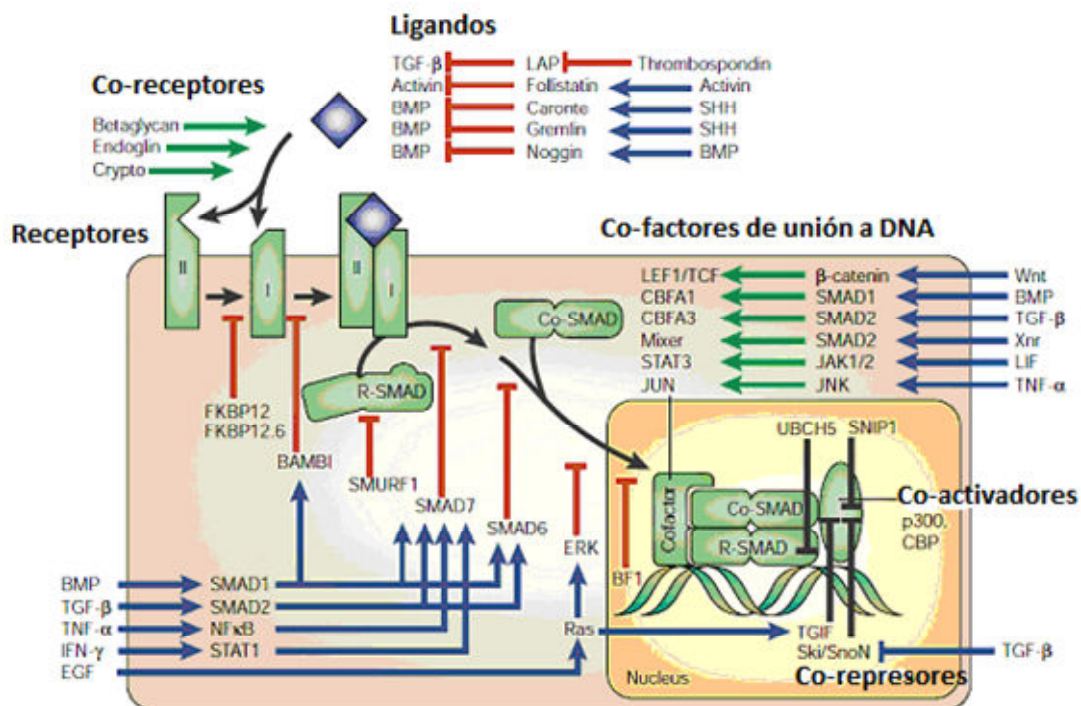 Ligandos
TGF-β LAP Thrombospondin
Activin Follistatin Activin
BMP Caronte SHH
BMP Gremlin SHH
BMP Noggin BMP
Co-receptores
Betaglycan
Endoglin
Crypto
Receptores
II
I
II
I
Co-factores de unión a DNA
LEF1/TCF β-catenin Wnt
CBFA1 SMAD1 BMP
CBFA3 SMAD2 TGF-β
Mixer SMAD2 Xnr
STAT3 JAK1/2 LIF
JUN JNK TNF-α
Co-SMAD
R-SMAD
FKBP12
FKBP12.6
BAMBI
SMURF1
SMAD7
SMAD6
ERK
BF1
UBCH5 SNIP1
Cofactor
Co-SMAD
R-SMAD
Co-activadores
p300,
CBP
BMP SMAD1
TGF-β SMAD2
TNF-α NFκB
IFN-γ STAT1
EGF
Ras
TGIF
Ski/SnoN TGF-β
Co-represores
Nucleus